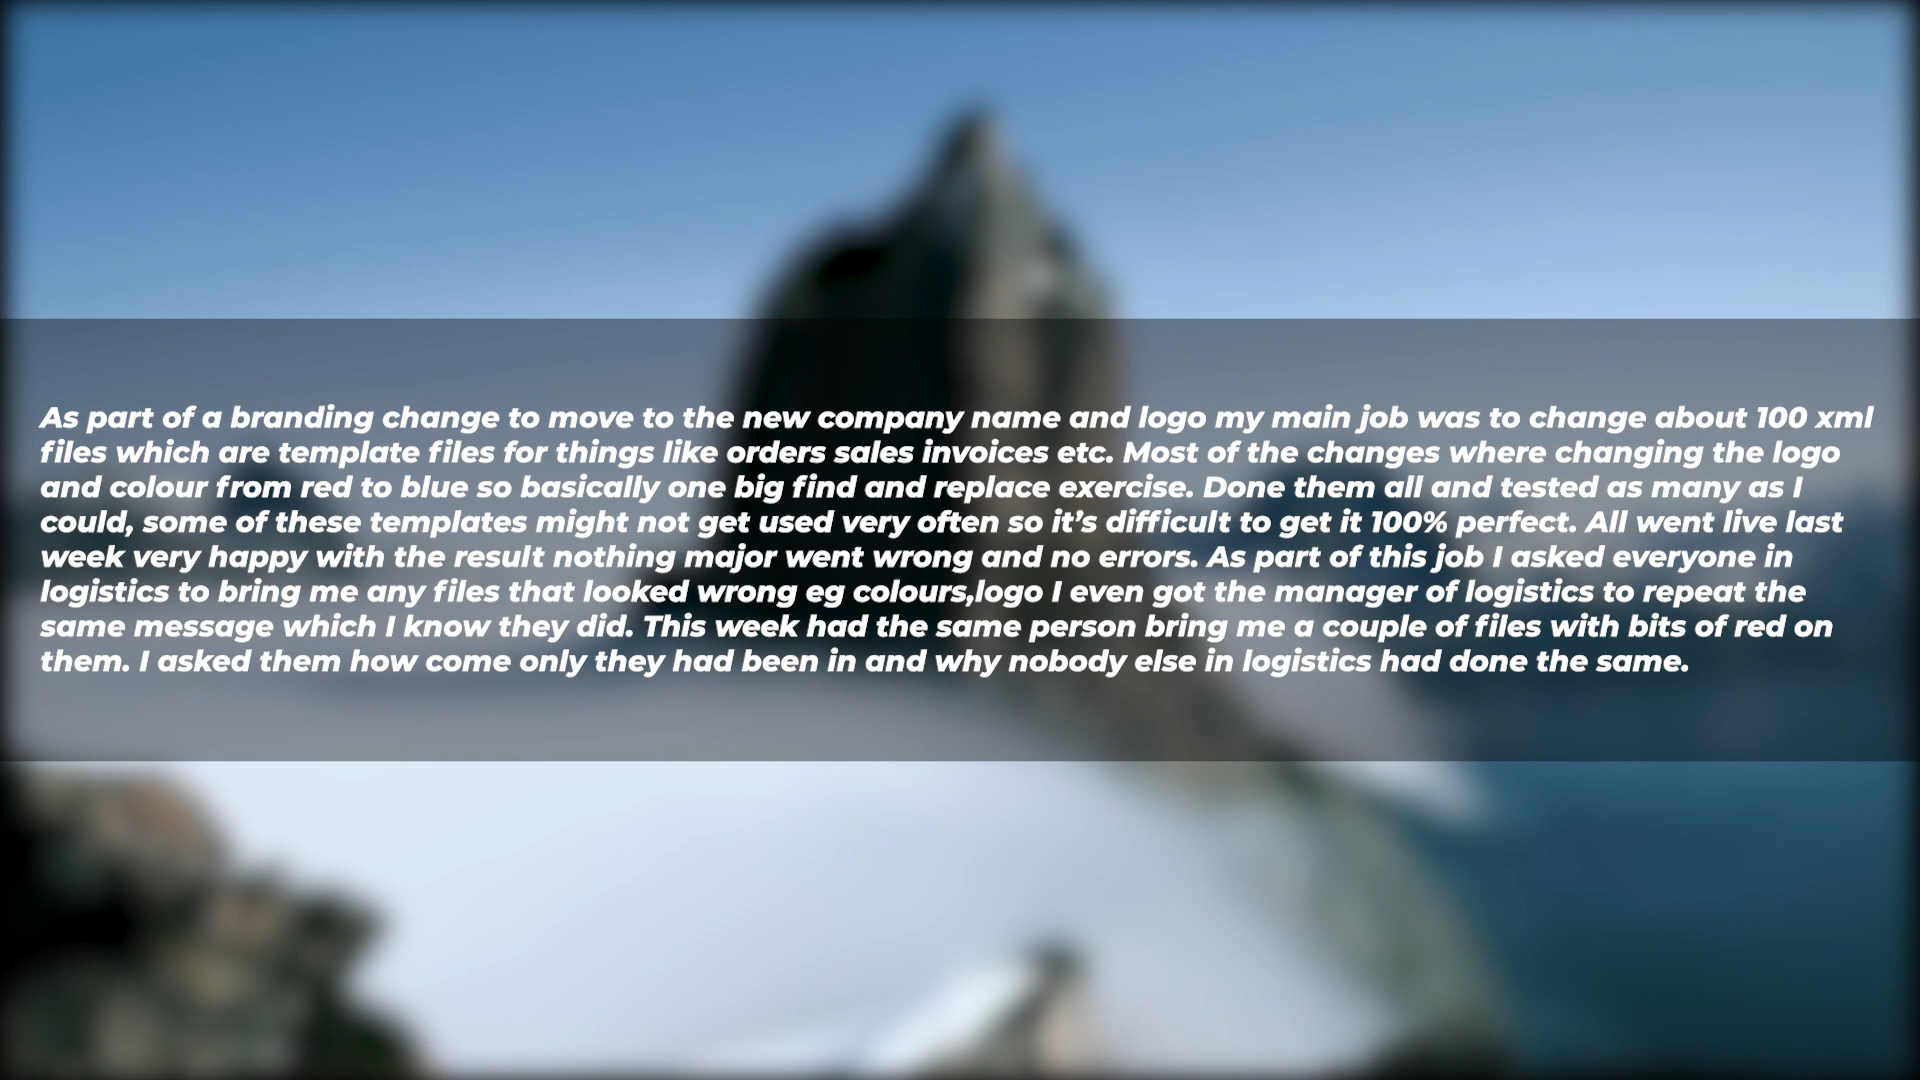 As part of a branding change to move to the new company name and logo my main job was to change about 100 xml
files which are template files for things like orders sales invoices etc. Most of the changes where changing the logo
and colour from red to blue so basically one big find and replace exercise. Done them all and tested as many as I
could, some of these templates might not get used very often so it’s difficult to get it 100% perfect. All went live last
week very happy with the result nothing major went wrong and no errors. As part of this job I asked everyone in
logistics to bring me any files that looked wrong eg colours,logo I even got the manager of logistics to repeat the
same message which I know they did. This week had the same person bring me a couple of files with bits of red on
them. I asked them how come only they had been in and why nobody else in logistics had done the same.